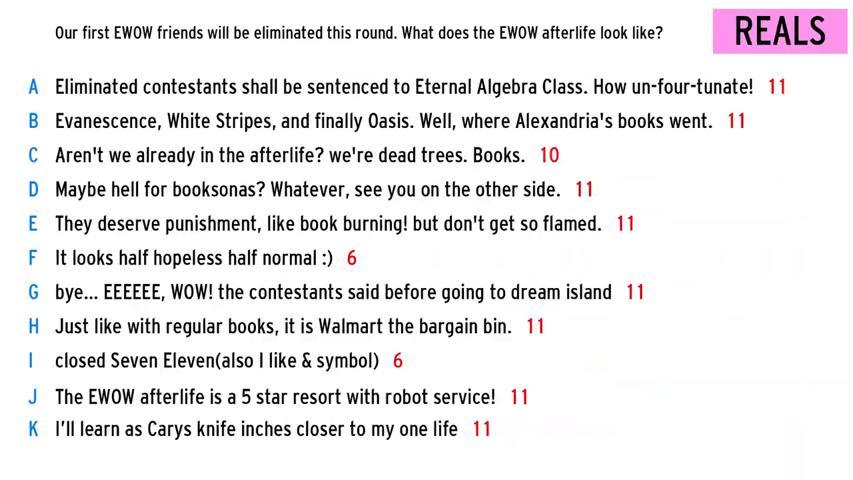 Our first EWOW friends will be eliminated this round. What does the EWOW afterlife look like?
REALS
A Eliminated contestants shall be sentenced to Eternal Algebra Class. How un-four-tunate! 11
B Evanescence, White Stripes, and finally Oasis. Well, where Alexandria's books went. 11
C Aren't we already in the afterlife? we're dead trees. Books. 10
D Maybe hell for booksonas? Whatever, see you on the other side. 11
E They deserve punishment, like book burning! but don't get so flamed. 11
F It looks half hopeless half normal :) 6
G bye... EEEEEE, WOW! the contestants said before going to dream island 11
H Just like with regular books, it is Walmart the bargain bin. 11
I closed Seven Eleven(also I like & symbol) 6
J The EWOW afterlife is a 5 star resort with robot service! 11
K I'll learn as Carys knife inches closer to my one life 11